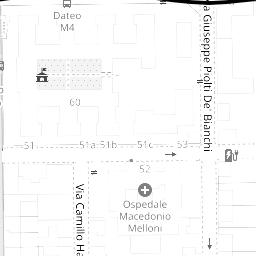 Dateo
M4
Via Giuseppe Piotti De' Bianchi
60
51
51a
51b
51c
53
52
Via Camillo Ha
Ospedale
Macedonio
Melloni